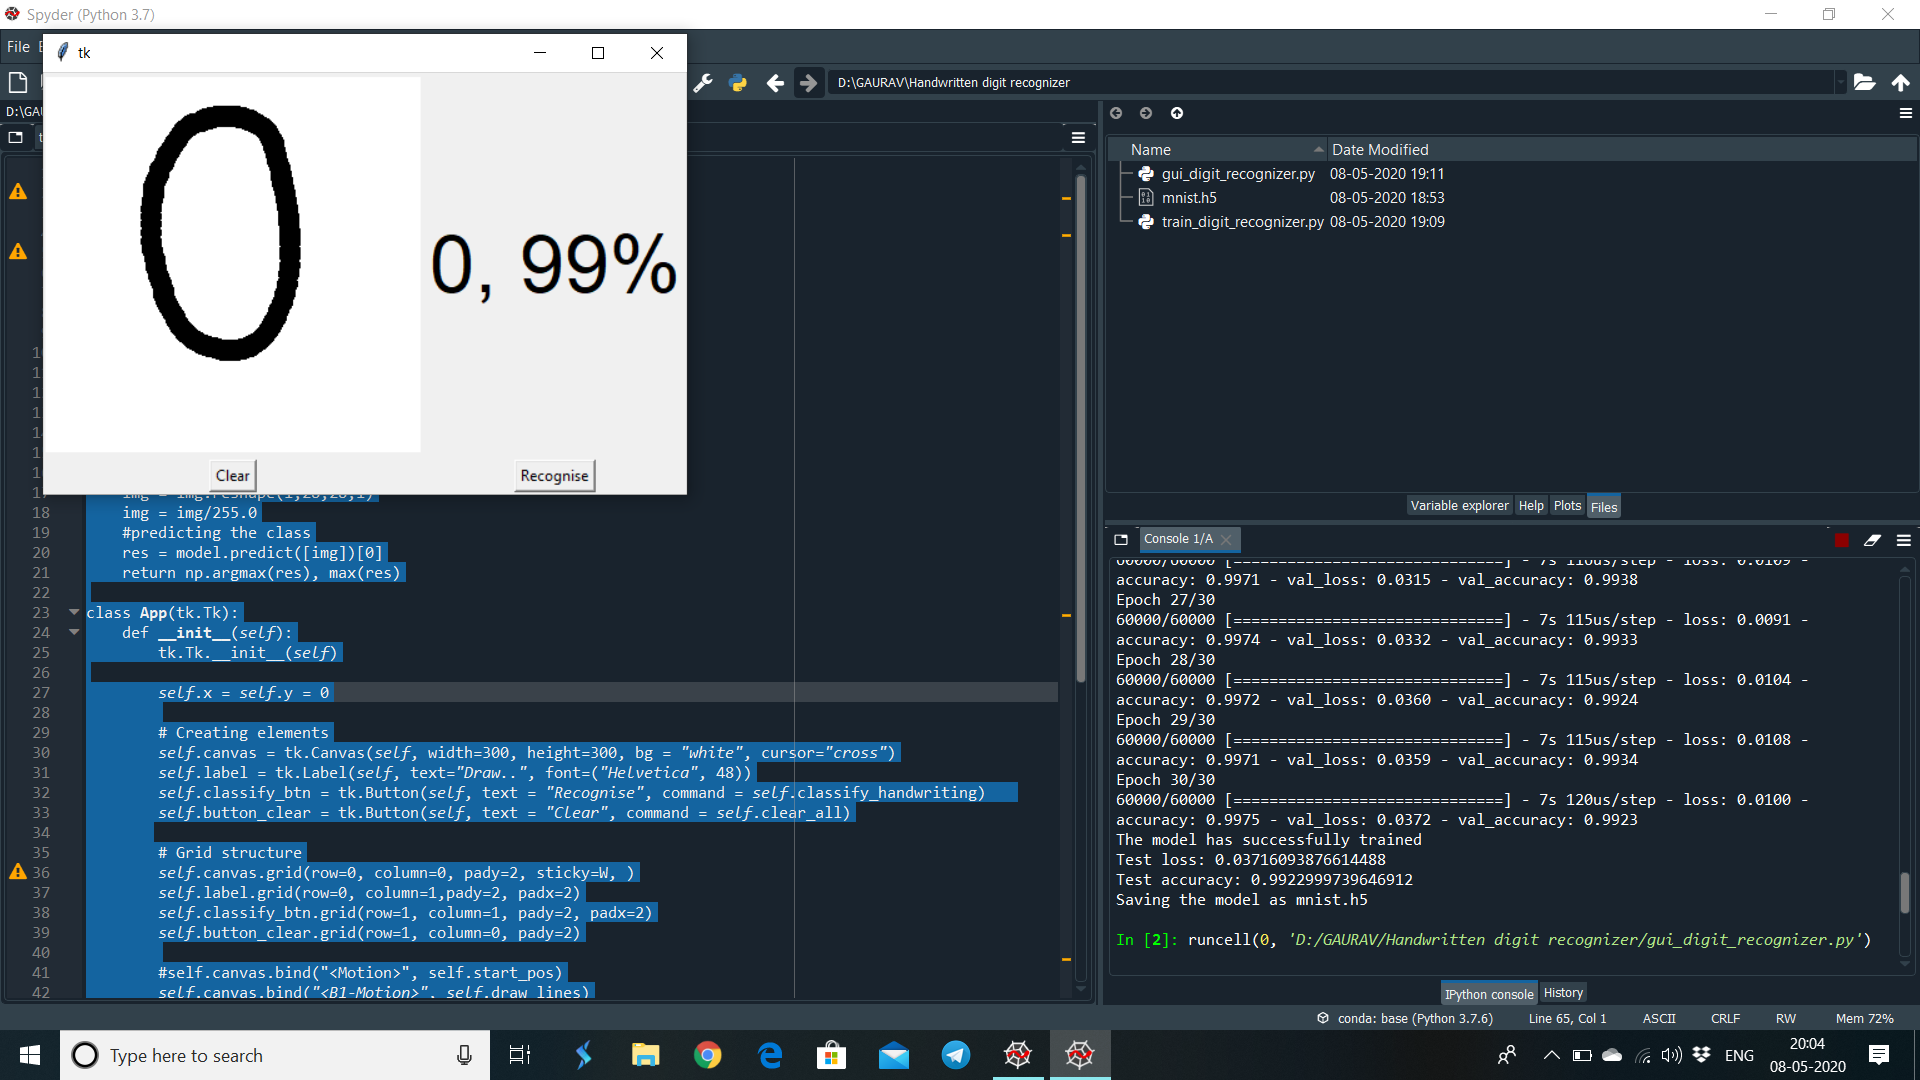 Spyder (Python 3.7)
File
tk
D:\GAURAV\Handwritten digit recognizer
D:\GAU
0, 99%
Clear
Recognise
17
18 img = img/255.0
19 #predicting the class
20 res = model.predict([img])[0]
21 return np.argmax(res), max(res)
22
23 class App(tk.Tk):
24 def __init__(self):
25 tk.Tk.__init__(self)
26
27 self.x = self.y = 0
28
29 # Creating elements
30 self.canvas = tk.Canvas(self, width=300, height=300, bg = "white", cursor="cross")
31 self.label = tk.Label(self, text="Draw..", font=("Helvetica", 48))
32 self.classify_btn = tk.Button(self, text = "Recognise", command = self.classify_handwriting)
33 self.button_clear = tk.Button(self, text = "Clear", command = self.clear_all)
34
35 # Grid structure
36 self.canvas.grid(row=0, column=0, pady=2, sticky=W, )
37 self.label.grid(row=0, column=1,pady=2, padx=2)
38 self.classify_btn.grid(row=1, column=1, pady=2, padx=2)
39 self.button_clear.grid(row=1, column=0, pady=2)
40
41 #self.canvas.bind("<Motion>", self.start_pos)
42 self.canvas.bind("<B1-Motion>", self.draw_lines)
Name Date Modified
gui_digit_recognizer.py 08-05-2020 19:11
mnist.h5 08-05-2020 18:53
train_digit_recognizer.py 08-05-2020 19:09
Variable explorer Help Plots Files
Console 1/A
60000/60000 [==============================] - 7s 116us/step - loss: 0.0109 -
accuracy: 0.9971 - val_loss: 0.0315 - val_accuracy: 0.9938
Epoch 27/30
60000/60000 [==============================] - 7s 115us/step - loss: 0.0091 -
accuracy: 0.9974 - val_loss: 0.0332 - val_accuracy: 0.9933
Epoch 28/30
60000/60000 [==============================] - 7s 115us/step - loss: 0.0104 -
accuracy: 0.9972 - val_loss: 0.0360 - val_accuracy: 0.9924
Epoch 29/30
60000/60000 [==============================] - 7s 115us/step - loss: 0.0108 -
accuracy: 0.9971 - val_loss: 0.0359 - val_accuracy: 0.9934
Epoch 30/30
60000/60000 [==============================] - 7s 120us/step - loss: 0.0100 -
accuracy: 0.9975 - val_loss: 0.0372 - val_accuracy: 0.9923
The model has successfully trained
Test loss: 0.03716093876614488
Test accuracy: 0.9922999739646912
Saving the model as mnist.h5
In [2]: runcell(0, 'D:/GAURAV/Handwritten digit recognizer/gui_digit_recognizer.py')
IPython console History
conda: base (Python 3.7.6) Line 65, Col 1 ASCII CRLF RW Mem 72%
Type here to search
ENG
20:04
08-05-2020